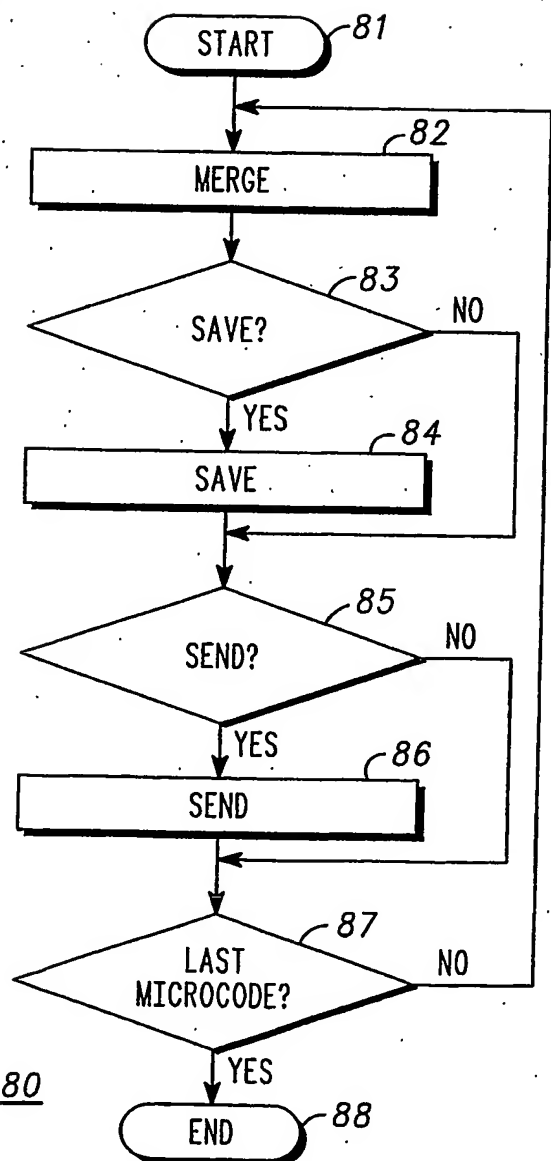 START
81
82
MERGE
83
SAVE?
NO
YES
84
SAVE
85
SEND?
NO
YES
86
SEND
87
LAST
MICROCODE?
NO
YES
80
END
88